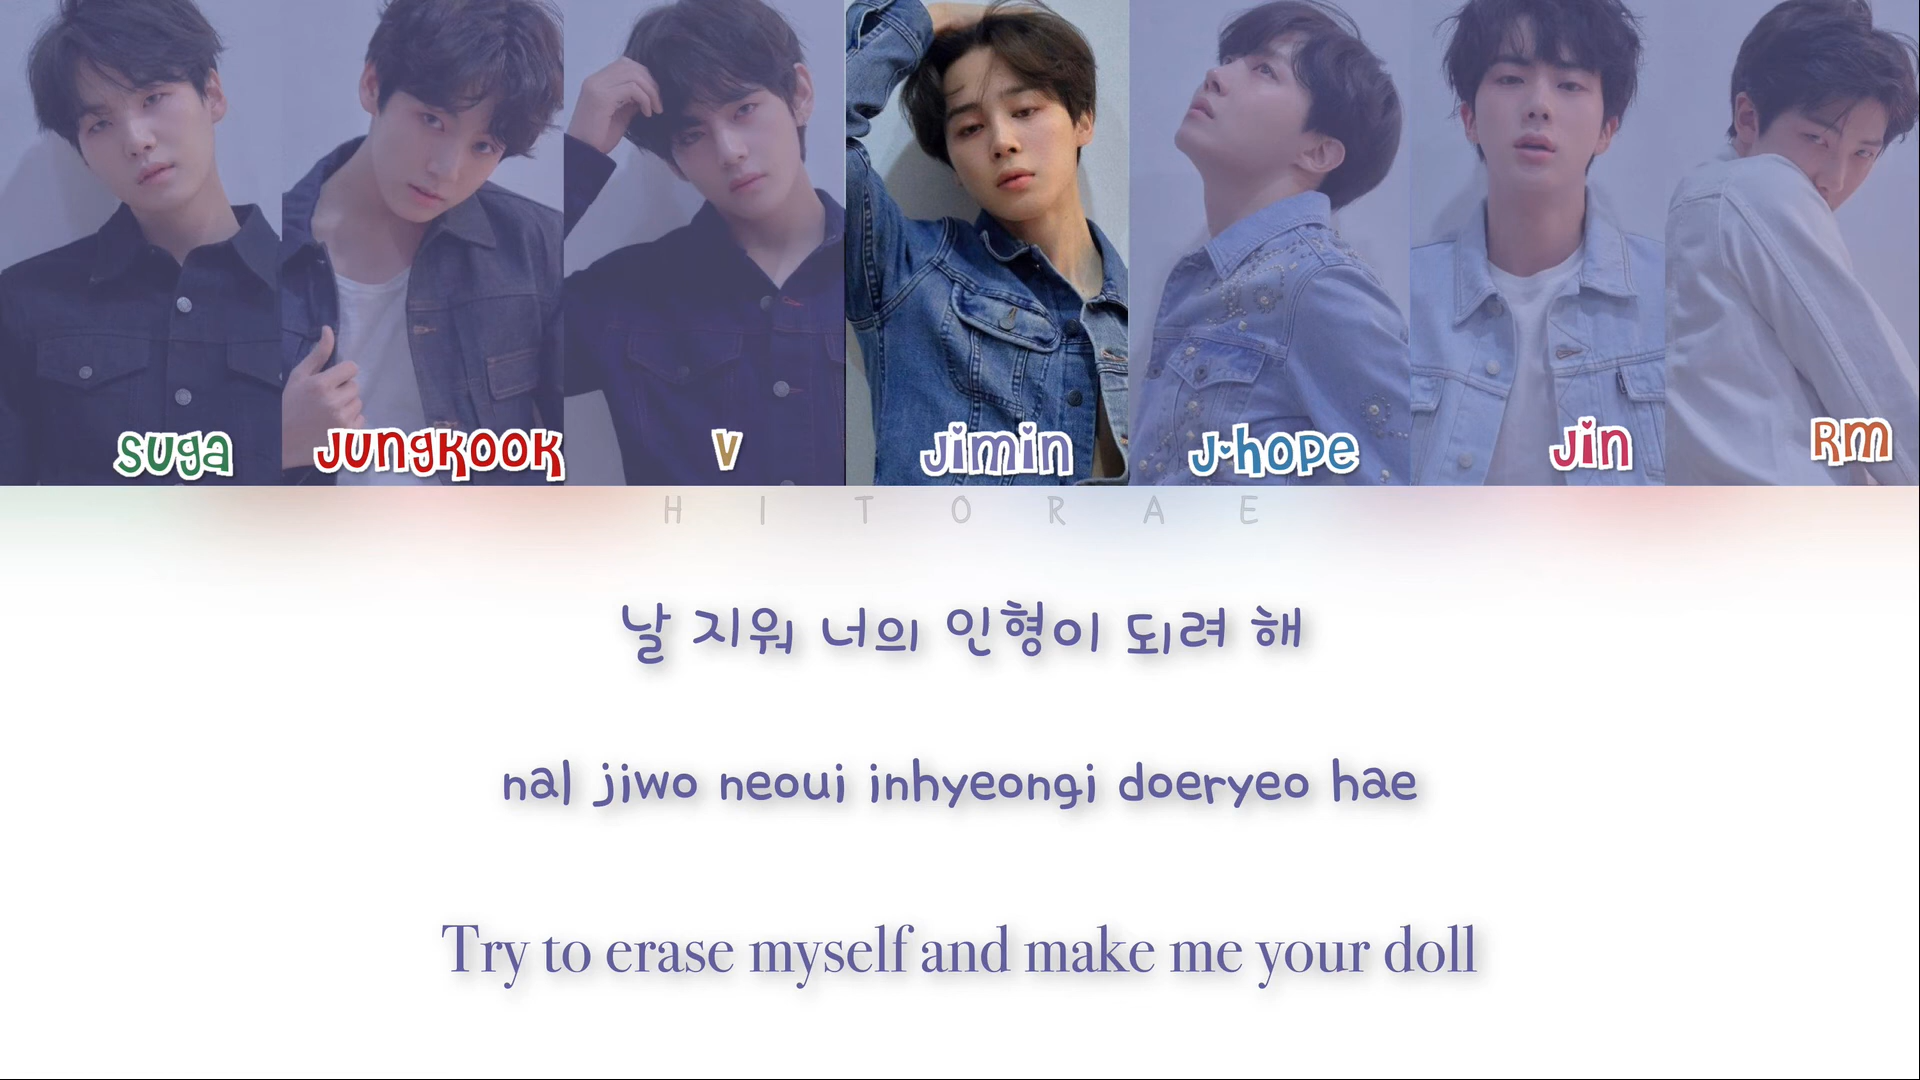 suga JUNGKOOK V Jimin J-HOPE Jin RM
HITORAE
날 지워 너의 인형이 되려 해
nal jiwo neoui inhyeongi doeryeo hae
Try to erase myself and make me your doll